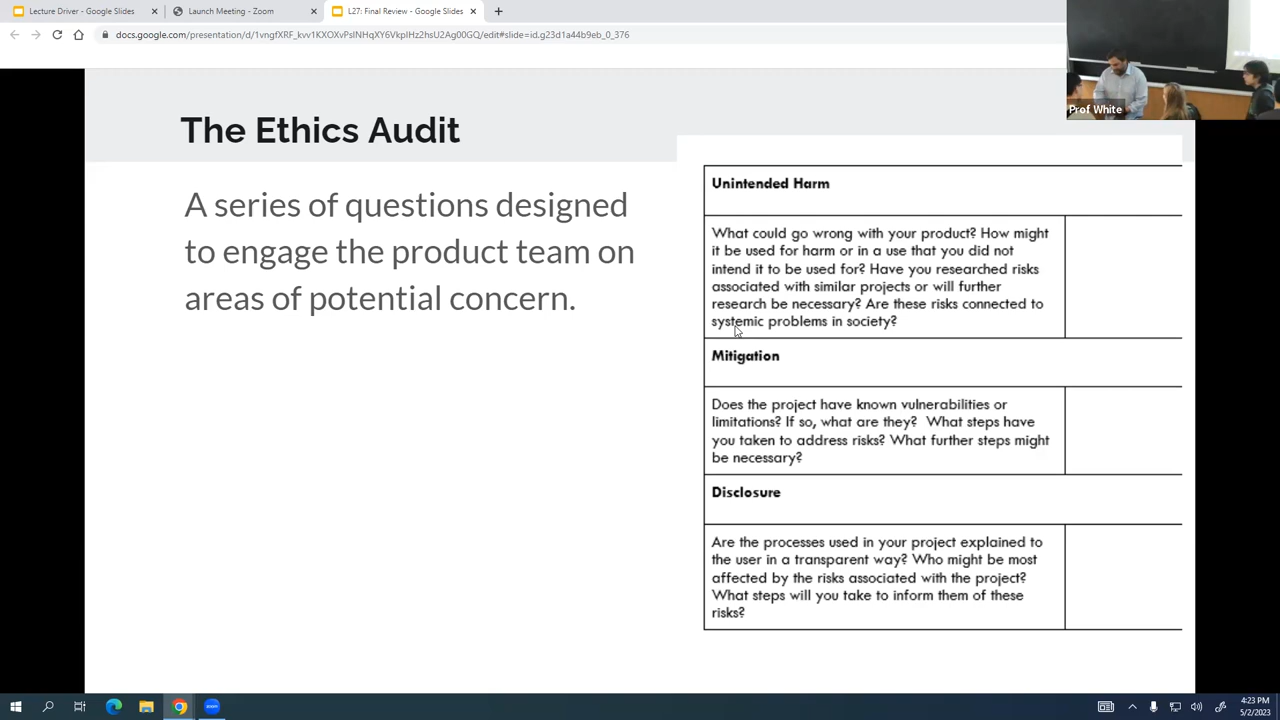 Lecture Driver - Google Slides
Launch Meeting - Zoom
L27: Final Review - Google Slides
docs.google.com/presentation/d/1vngfXRF_kvv1KXOXvPslNHqXY6VkpIHz2hsU2Ag00GQ/edit#slide=id.g23d1a44b9eb_0_376
Prof White
The Ethics Audit
A series of questions designed
to engage the product team on
areas of potential concern.
Unintended Harm
What could go wrong with your product? How might
it be used for harm or in a use that you did not
intend it to be used for? Have you researched risks
associated with similar projects or will further
research be necessary? Are these risks connected to
systemic problems in society?
Mitigation
Does the project have known vulnerabilities or
limitations? If so, what are they?  What steps have
you taken to address risks? What further steps might
be necessary?
Disclosure
Are the processes used in your project explained to
the user in a transparent way? Who might be most
affected by the risks associated with the project?
What steps will you take to inform them of these
risks?
4:23 PM
5/2/2023